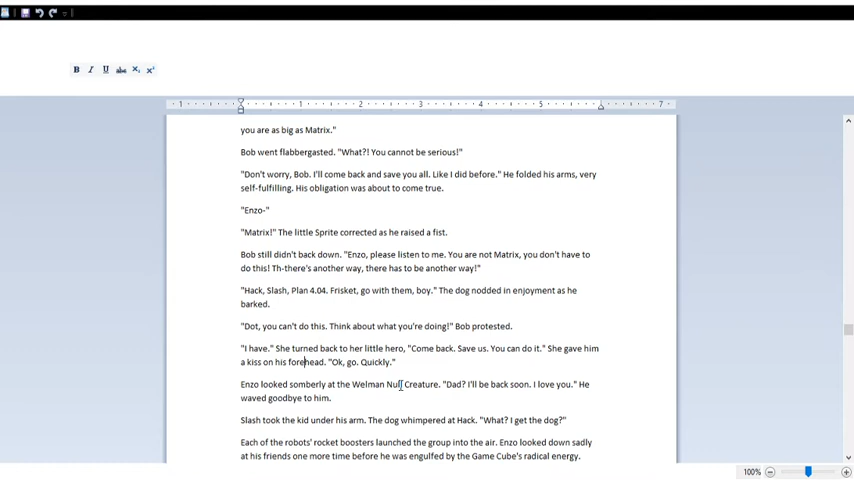 B I U abc X₂ X²
1 1 2 3 4 5 7
you are as big as Matrix."
Bob went flabbergasted. "What?! You cannot be serious!"
"Don't worry, Bob. I'll come back and save you all. Like I did before." He folded his arms, very
self-fulfilling. His obligation was about to come true.
"Enzo-"
"Matrix!" The little Sprite corrected as he raised a fist.
Bob still didn't back down. "Enzo, please listen to me. You are not Matrix, you don't have to
do this! Th-there's another way, there has to be another way!"
"Hack, Slash, Plan 4.04. Frisket, go with them, boy." The dog nodded in enjoyment as he
barked.
"Dot, you can't do this. Think about what you're doing!" Bob protested.
"I have." She turned back to her little hero, "Come back. Save us. You can do it." She gave him
a kiss on his forehead. "Ok, go. Quickly."
Enzo looked somberly at the Welman Null Creature. "Dad? I'll be back soon. I love you." He
waved goodbye to him.
Slash took the kid under his arm. The dog whimpered at Hack. "What? I get the dog?"
Each of the robots' rocket boosters launched the group into the air. Enzo looked down sadly
at his friends one more time before he was engulfed by the Game Cube's radical energy.
100%